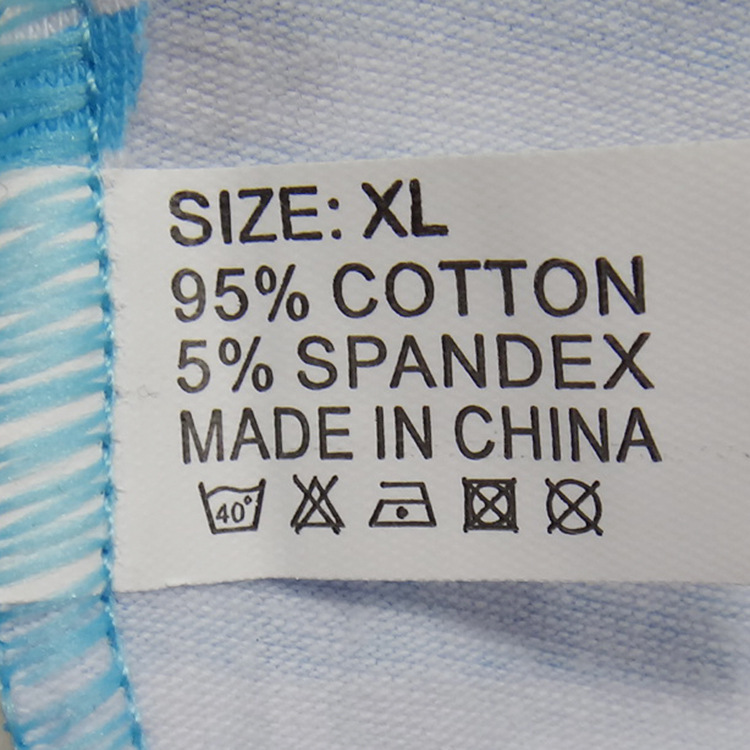 SIZE: XL
95% COTTON
5% SPANDEX
MADE IN CHINA
40°